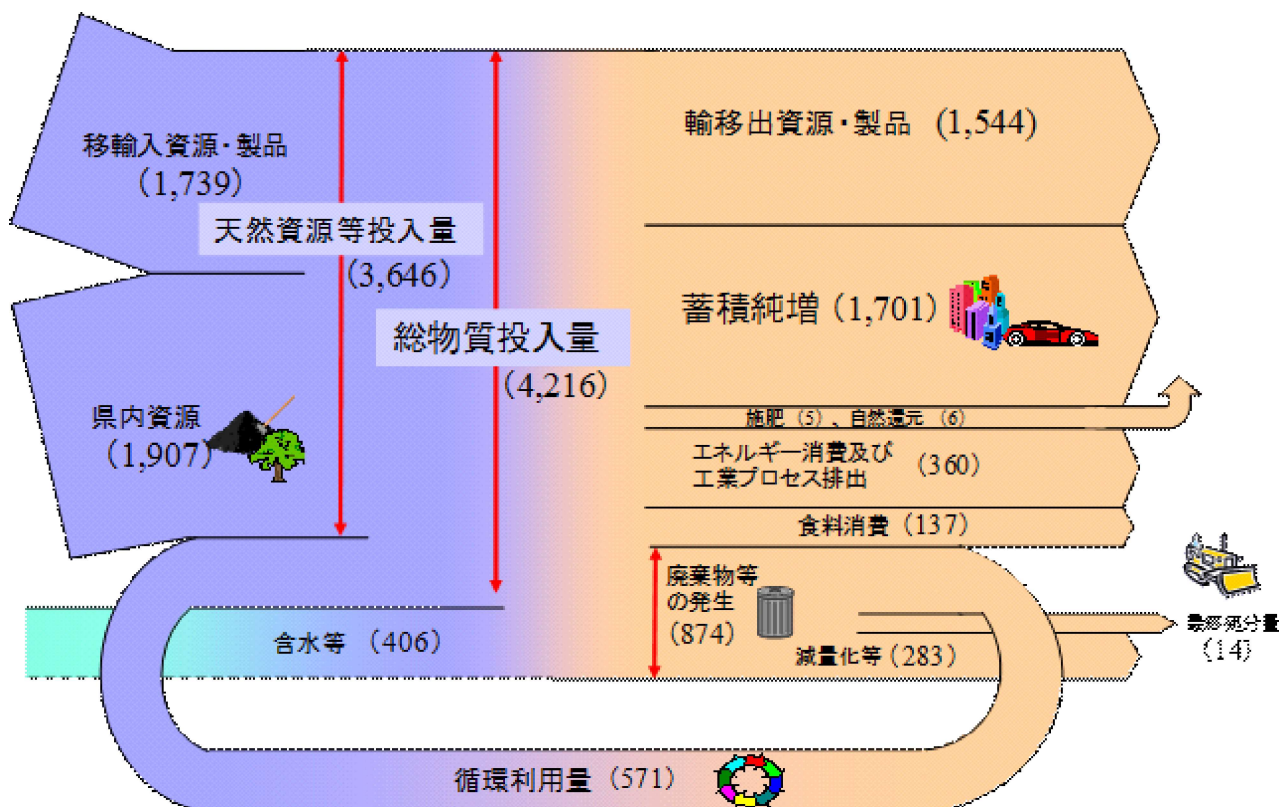 移輸入資源・製品
(1,739)
天然資源等投入量
(3,646)
総物質投入量
(4,216)
県内資源
(1,907)
含水等 (406)
輸移出資源・製品 (1,544)
蓄積純増 (1,701)
施肥 (5) 、自然還元 (6)
エネルギー消費及び
工業プロセス排出 (360)
食料消費 (137)
廃棄物等
の発生
(874)
減量化等 (283)
最終処分量
(14)
循環利用量 (571)